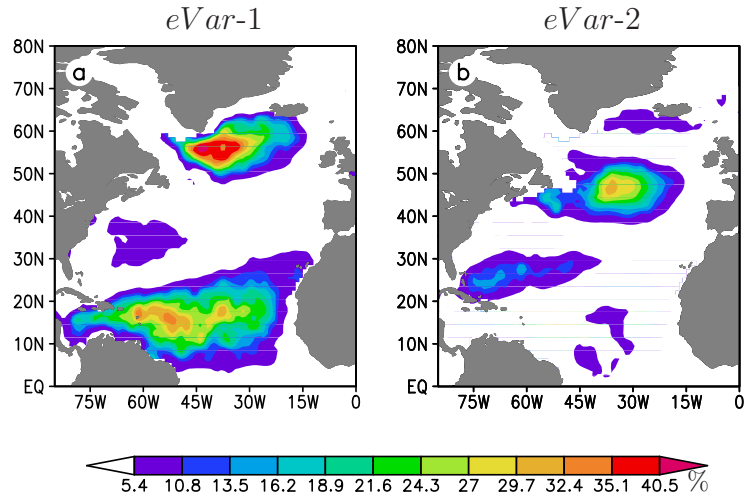 eVar-1 eVar-2
80N 80N
a b
70N 70N
60N 60N
50N 50N
40N 40N
30N 30N
20N 20N
10N 10N
EQ EQ
75W 60W 45W 30W 15W 0 75W 60W 45W 30W 15W 0
5.4 10.8 13.5 16.2 18.9 21.6 24.3 27 29.7 32.4 35.1 40.5 %